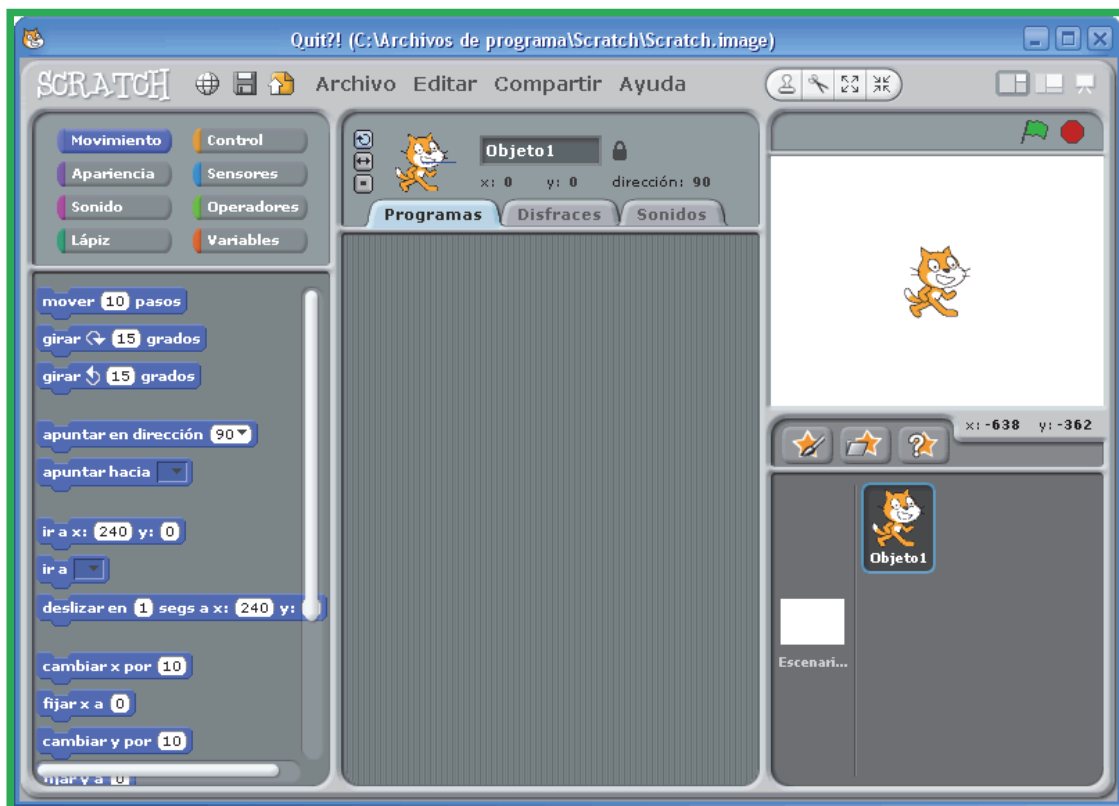 Quit?! (C:\Archivos de programa\Scratch\Scratch.image)
SCRATCH Archivo Editar Compartir Ayuda
Movimiento Control
Apariencia Sensores
Sonido Operadores
Lápiz Variables
Objeto1
x: 0 y: 0 dirección: 90
Programas Disfraces Sonidos
mover 10 pasos
girar 15 grados
girar 15 grados
apuntar en dirección 90
apuntar hacia
ir a x: 240 y: 0
ir a
deslizar en 1 segs a x: 240 y:
cambiar x por 10
fijar x a 0
cambiar y por 10
fijar y a 0
x: -638 y: -362
Objeto1
Escenari...